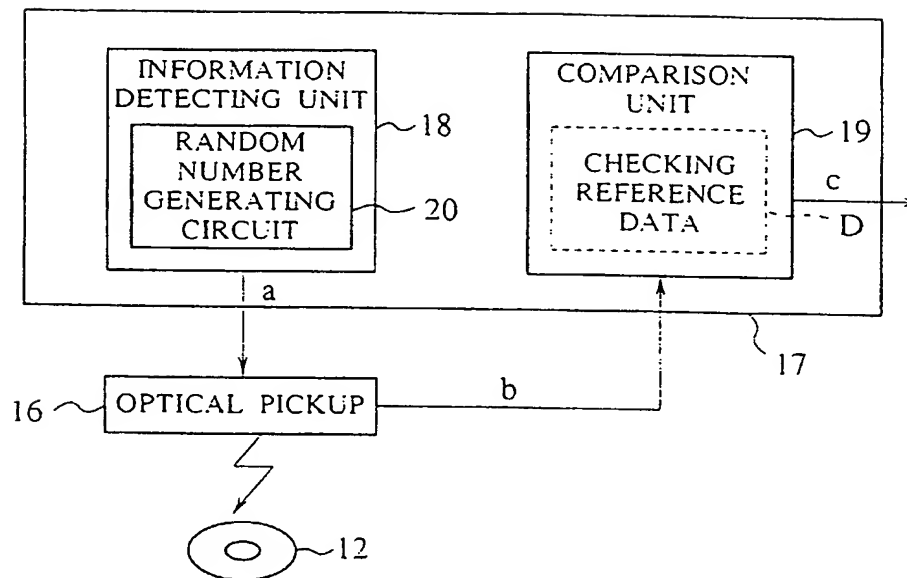 INFORMATION
DETECTING UNIT
18
RANDOM
NUMBER
GENERATING
CIRCUIT
20
COMPARISON
UNIT
19
CHECKING
REFERENCE
DATA
c
D
a
17
16
OPTICAL PICKUP
b
12